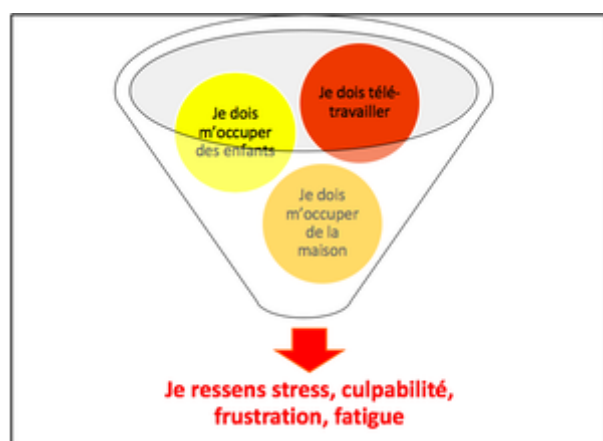 Je dois
m'occuper
des enfants
Je dois télé-
travailler
Je dois
m'occuper
de la
maison
Je ressens stress, culpabilité,
frustration, fatigue